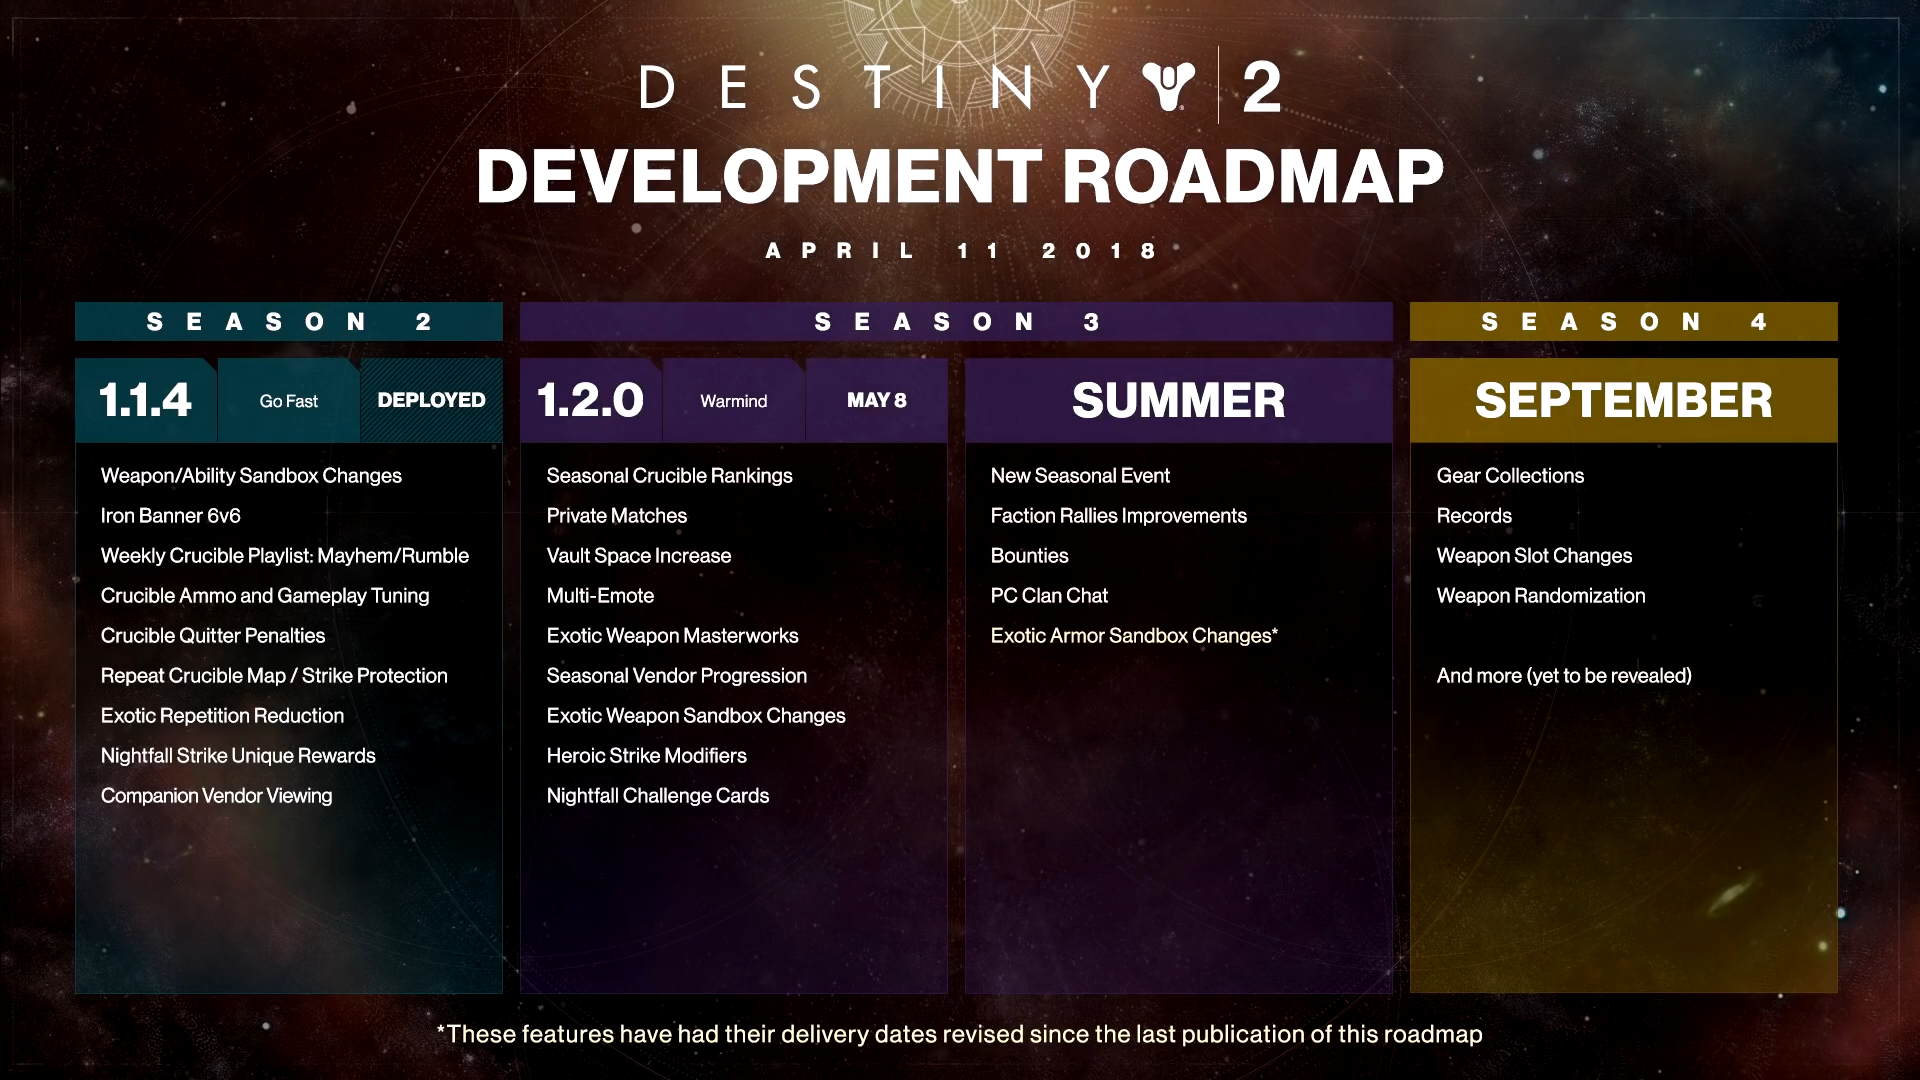 DESTINY 2
DEVELOPMENT ROADMAP
APRIL 11 2018
SEASON 2
1.1.4 Go Fast DEPLOYED
Weapon/Ability Sandbox Changes
Iron Banner 6v6
Weekly Crucible Playlist: Mayhem/Rumble
Crucible Ammo and Gameplay Tuning
Crucible Quitter Penalties
Repeat Crucible Map / Strike Protection
Exotic Repetition Reduction
Nightfall Strike Unique Rewards
Companion Vendor Viewing
SEASON 3
1.2.0 Warmind MAY 8
Seasonal Crucible Rankings
Private Matches
Vault Space Increase
Multi-Emote
Exotic Weapon Masterworks
Seasonal Vendor Progression
Exotic Weapon Sandbox Changes
Heroic Strike Modifiers
Nightfall Challenge Cards
SUMMER
New Seasonal Event
Faction Rallies Improvements
Bounties
PC Clan Chat
Exotic Armor Sandbox Changes*
SEASON 4
SEPTEMBER
Gear Collections
Records
Weapon Slot Changes
Weapon Randomization
And more (yet to be revealed)
*These features have had their delivery dates revised since the last publication of this roadmap